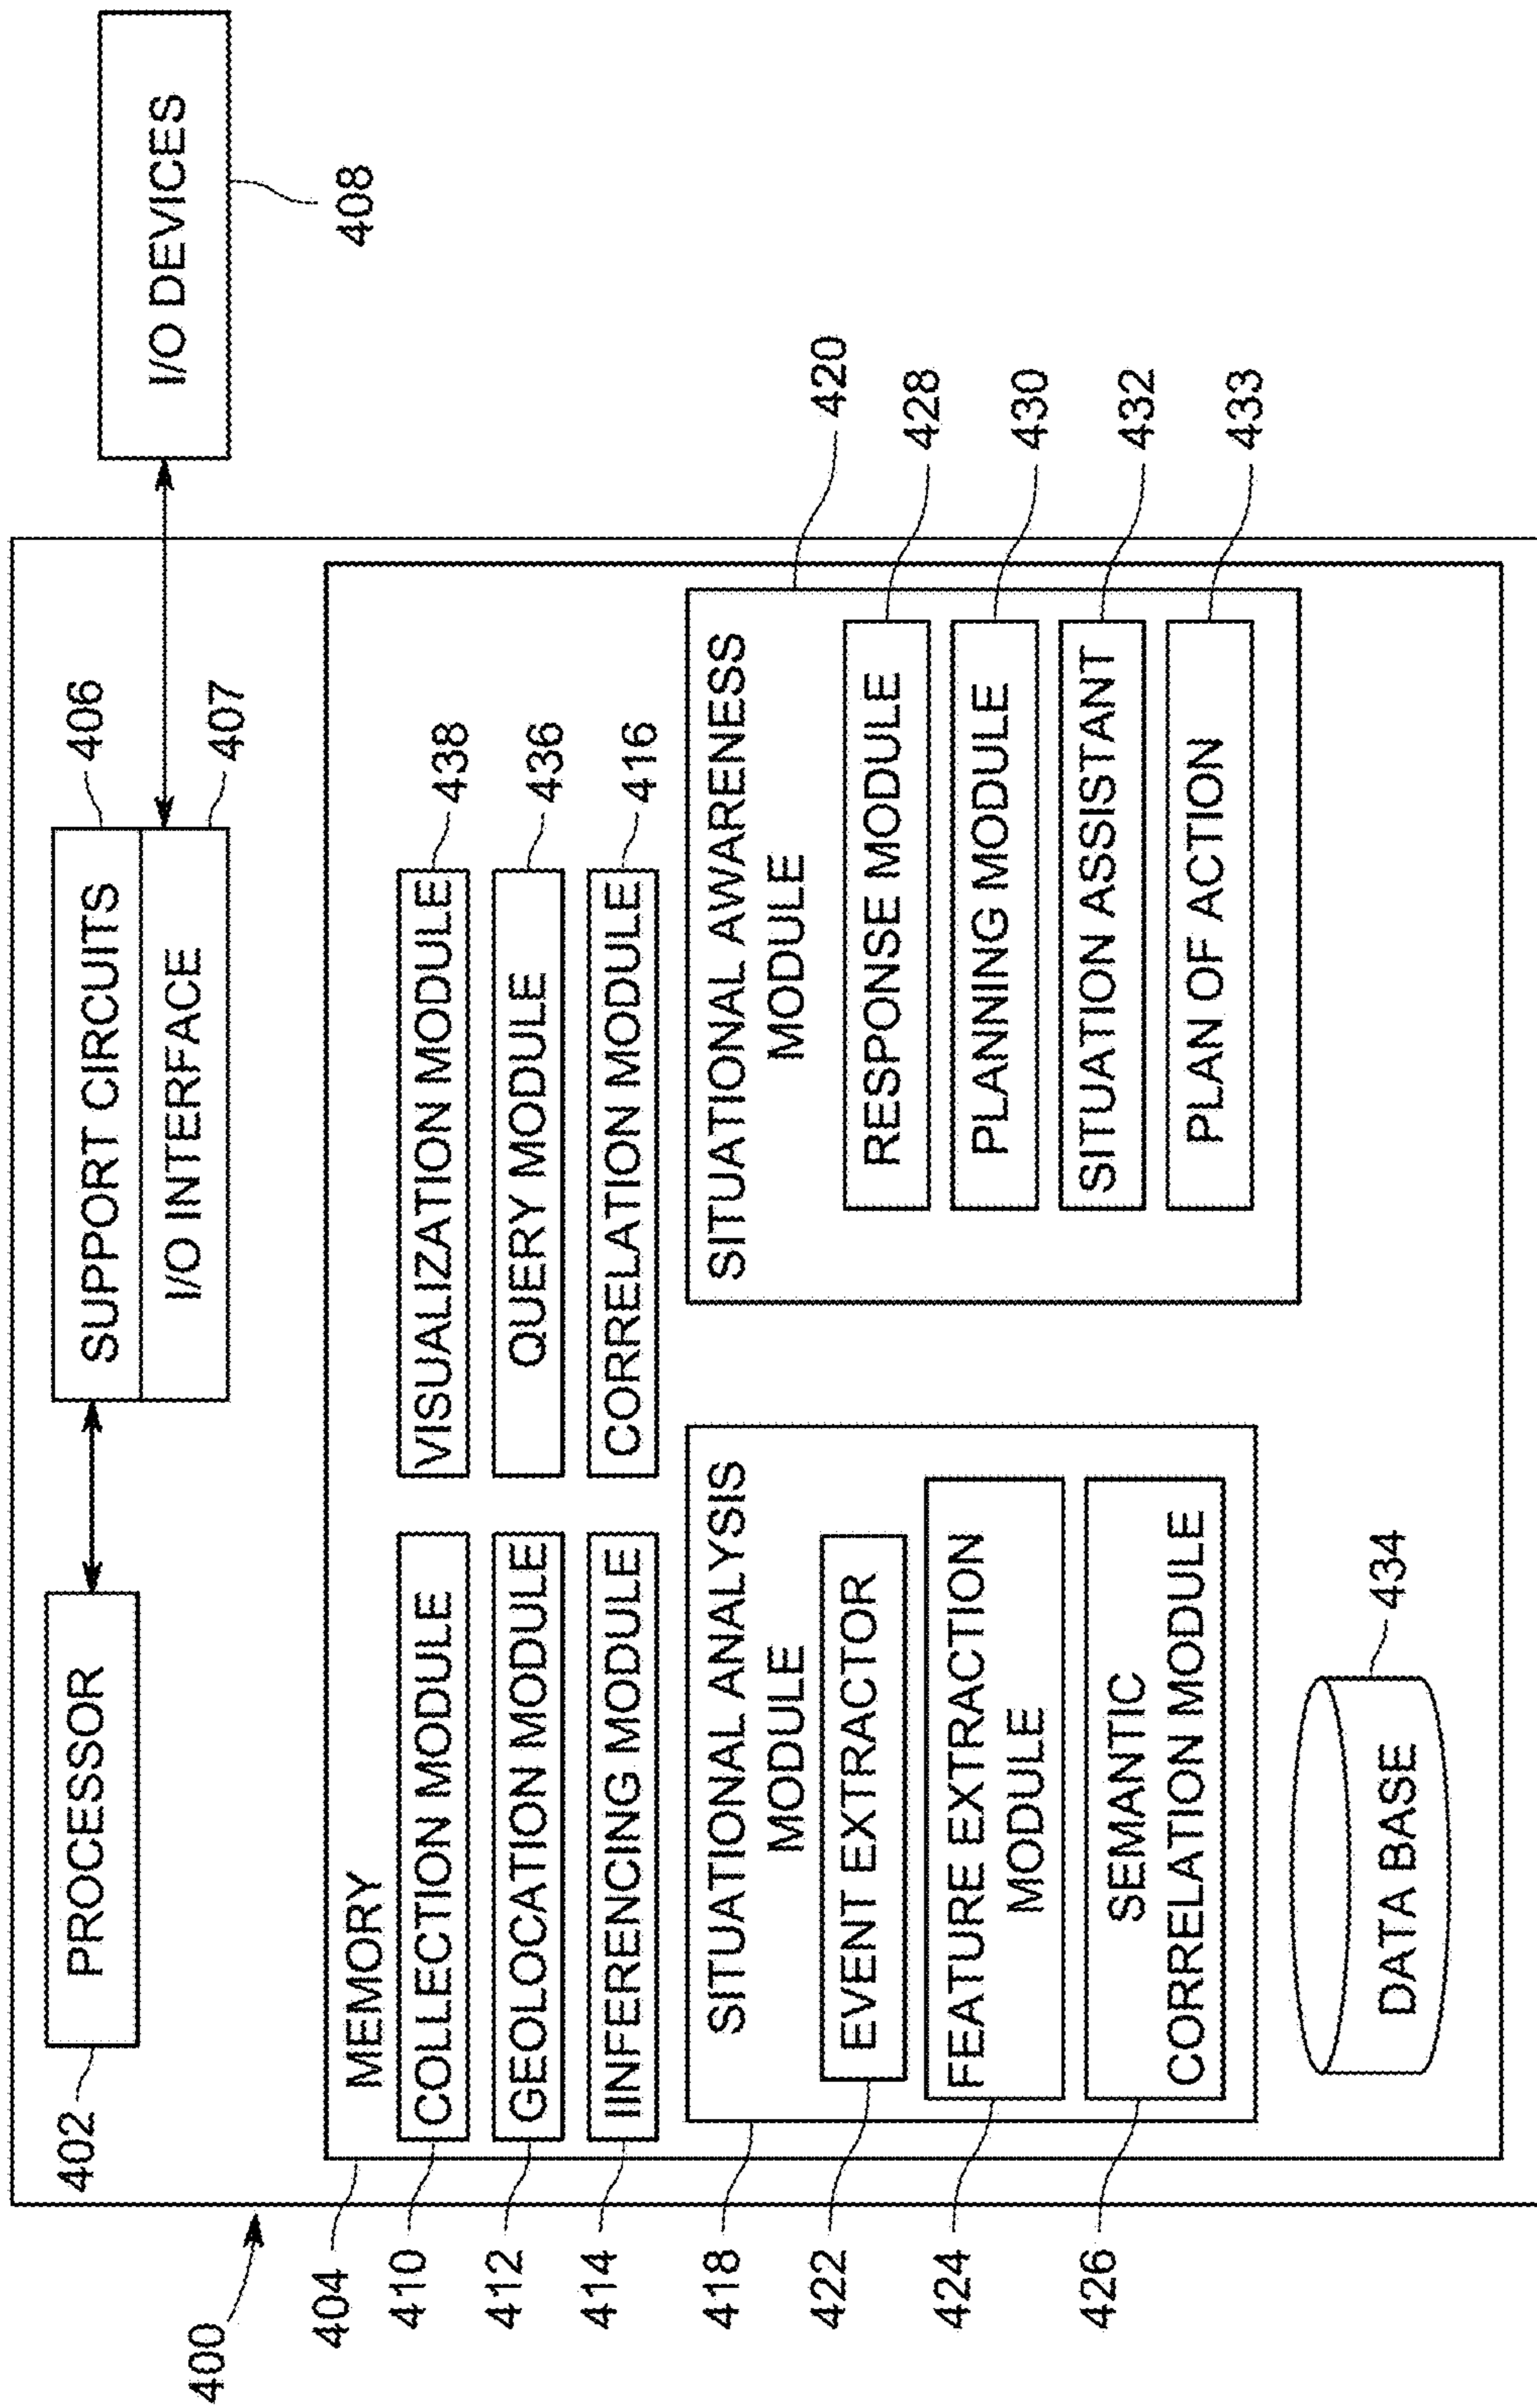 400
402
PROCESSOR
SUPPORT CIRCUITS
406
I/O INTERFACE
407
I/O DEVICES
408
404
MEMORY
410
COLLECTION MODULE
VISUALIZATION MODULE
438
412
GEOLOCATION MODULE
QUERY MODULE
436
414
IINFERENCING MODULE
CORRELATION MODULE
416
418
SITUATIONAL ANALYSIS
MODULE
422
EVENT EXTRACTOR
424
FEATURE EXTRACTION
MODULE
426
SEMANTIC
CORRELATION MODULE
SITUATIONAL AWARENESS
MODULE
420
RESPONSE MODULE
428
PLANNING MODULE
430
SITUATION ASSISTANT
432
PLAN OF ACTION
433
DATA BASE
434